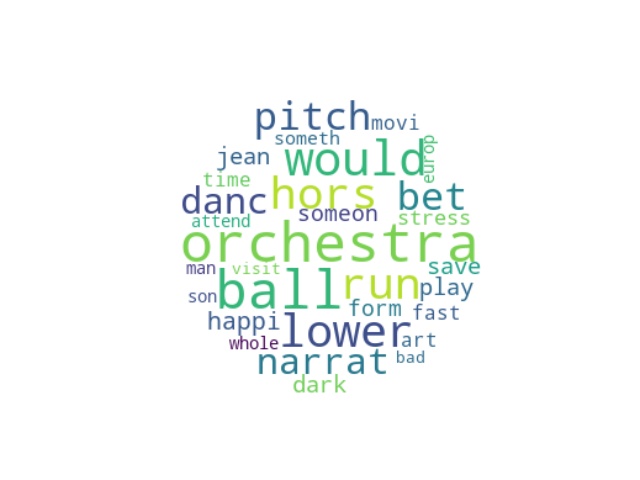 pitch movi
someth
jean would europ
time hors bet
danc someon stress
attend
orchestra
man visit save
son ball run play
form fast
happi lower art
whole narrat bad
dark